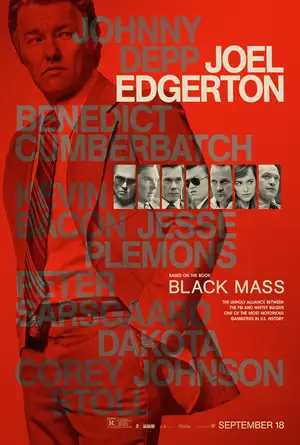 JOHNNY
DEPP JOEL
EDGERTON
BENEDICT
CUMBERBATCH
KEVIN
BACON JESSE
PLEMONS
PETER
SARSGAARD
DAKOTA
COREY JOHNSON
STOLL
BASED ON THE BOOK
BLACK MASS
THE UNHOLY ALLIANCE BETWEEN
THE FBI AND WHITEY BULGER
ONE OF THE MOST NOTORIOUS
GANGSTERS IN U.S. HISTORY
R
SEPTEMBER 18